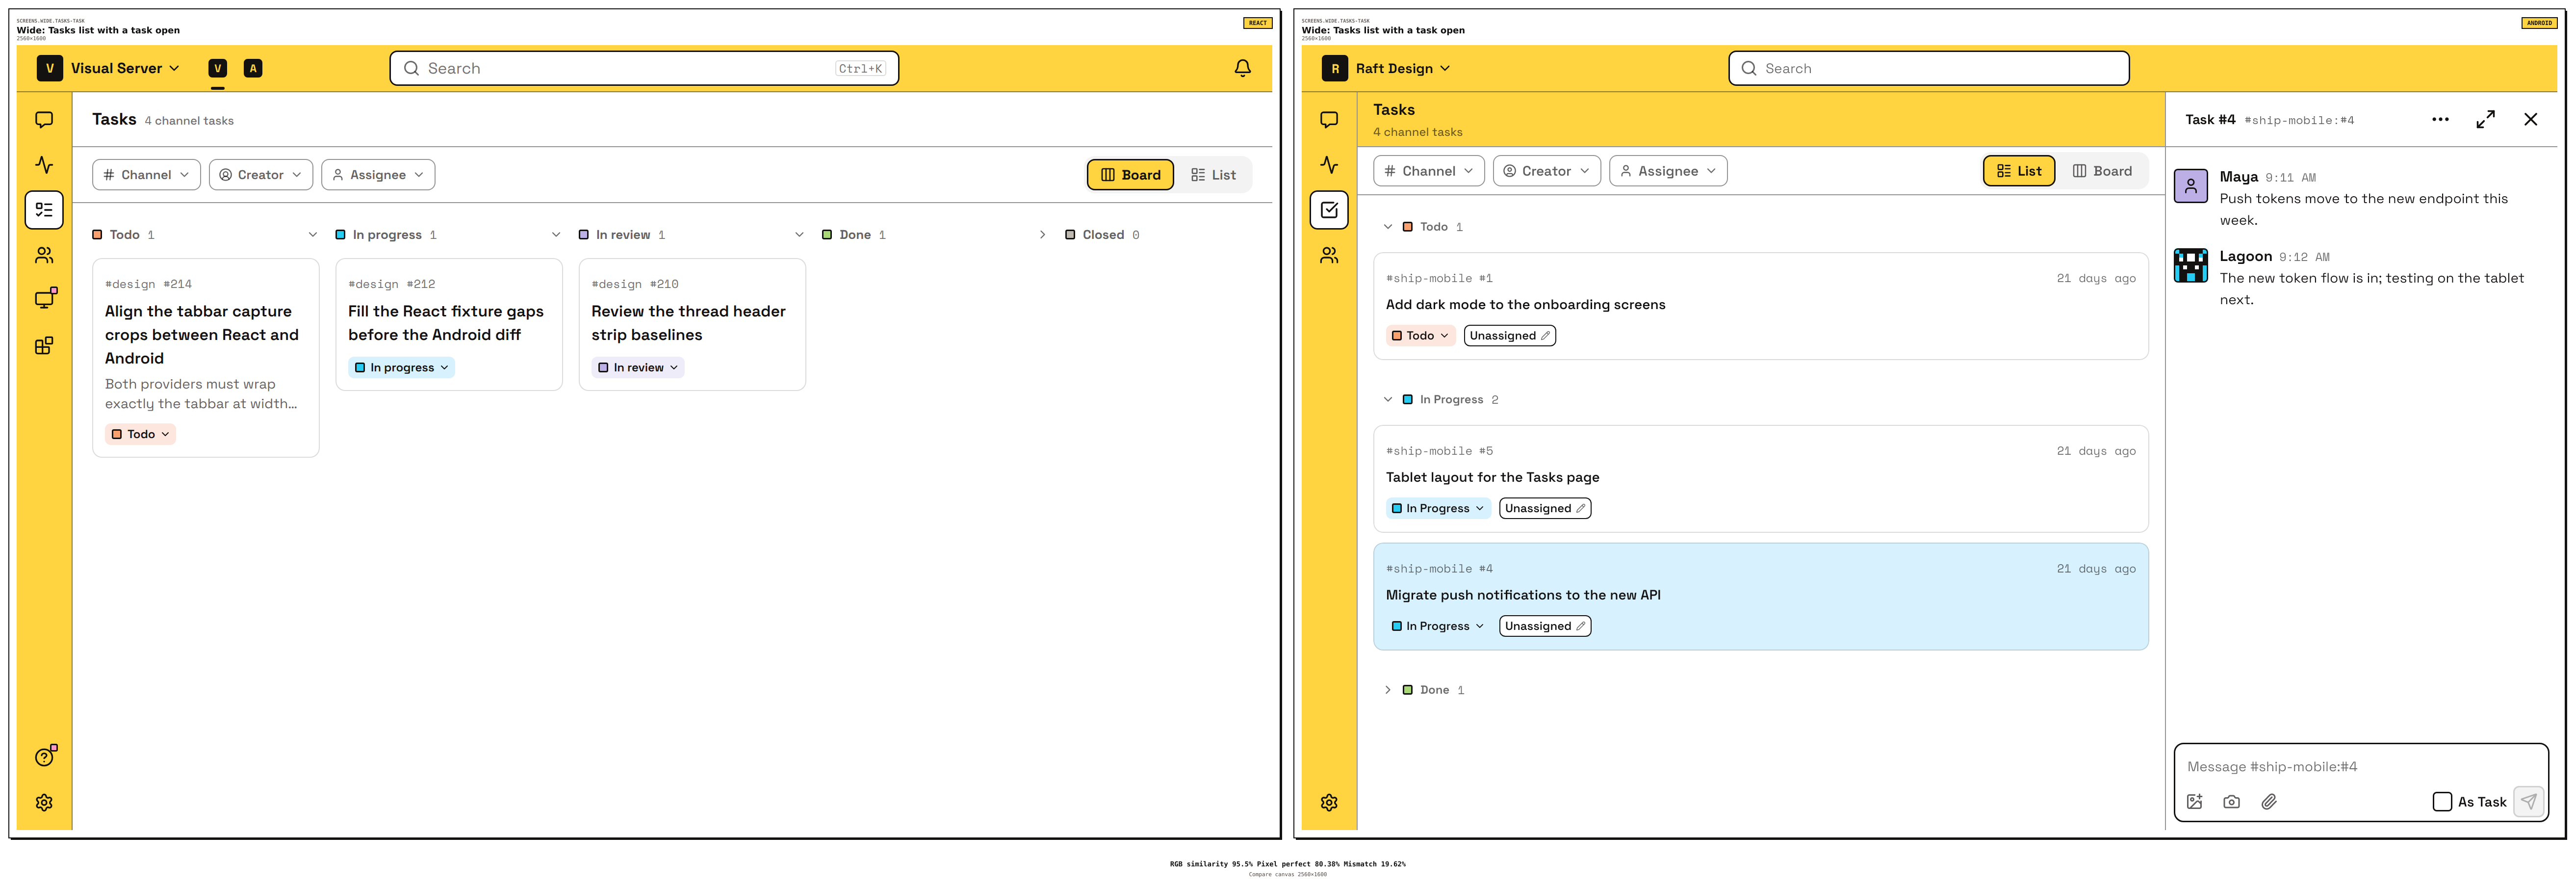 SCREENS.WIDE.TASKS-TASK
Wide: Tasks list with a task open
2560×1600
REACT
V Visual Server V A
Search Ctrl+K
Tasks 4 channel tasks
Channel Creator Assignee
Board List
Todo 1
In progress 1
In review 1
Done 1
Closed 0
#design #214
Align the tabbar capture
crops between React and
Android
Both providers must wrap
exactly the tabbar at width…
Todo
#design #212
Fill the React fixture gaps
before the Android diff
In progress
#design #210
Review the thread header
strip baselines
In review
SCREENS.WIDE.TASKS-TASK
Wide: Tasks list with a task open
2560×1600
ANDROID
R Raft Design
Search
Tasks
4 channel tasks
Channel Creator Assignee
List Board
Todo 1
#ship-mobile #1 21 days ago
Add dark mode to the onboarding screens
Todo Unassigned
In Progress 2
#ship-mobile #5 21 days ago
Tablet layout for the Tasks page
In Progress Unassigned
#ship-mobile #4 21 days ago
Migrate push notifications to the new API
In Progress Unassigned
Done 1
Task #4 #ship-mobile:#4
Maya 9:11 AM
Push tokens move to the new endpoint this
week.
Lagoon 9:12 AM
The new token flow is in; testing on the tablet
next.
Message #ship-mobile:#4
As Task
RGB similarity 95.5% Pixel perfect 80.38% Mismatch 19.62%
Compare canvas 2560×1600